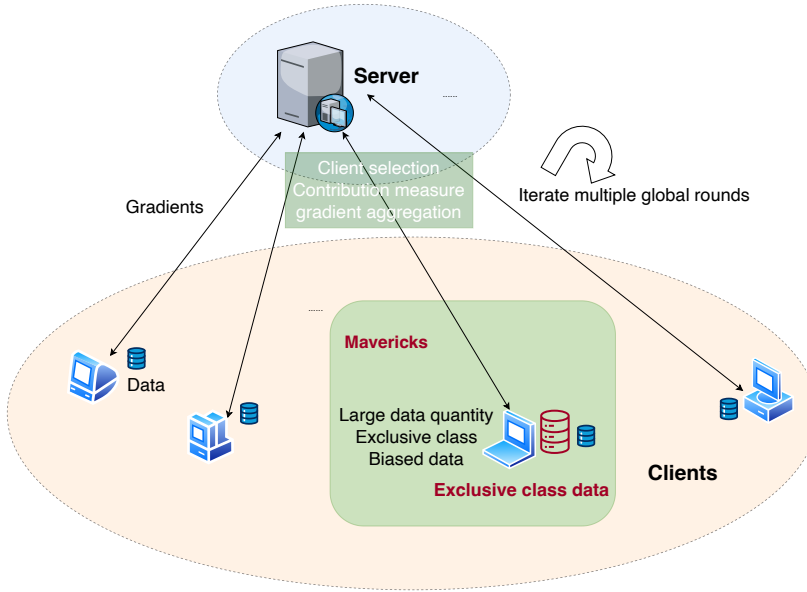 Server
......
Client selection
Contribution measure
gradient aggregation
Gradients
Iterate multiple global rounds
......
Mavericks
Data
Large data quantity
Exclusive class
Biased data
Clients
Exclusive class data